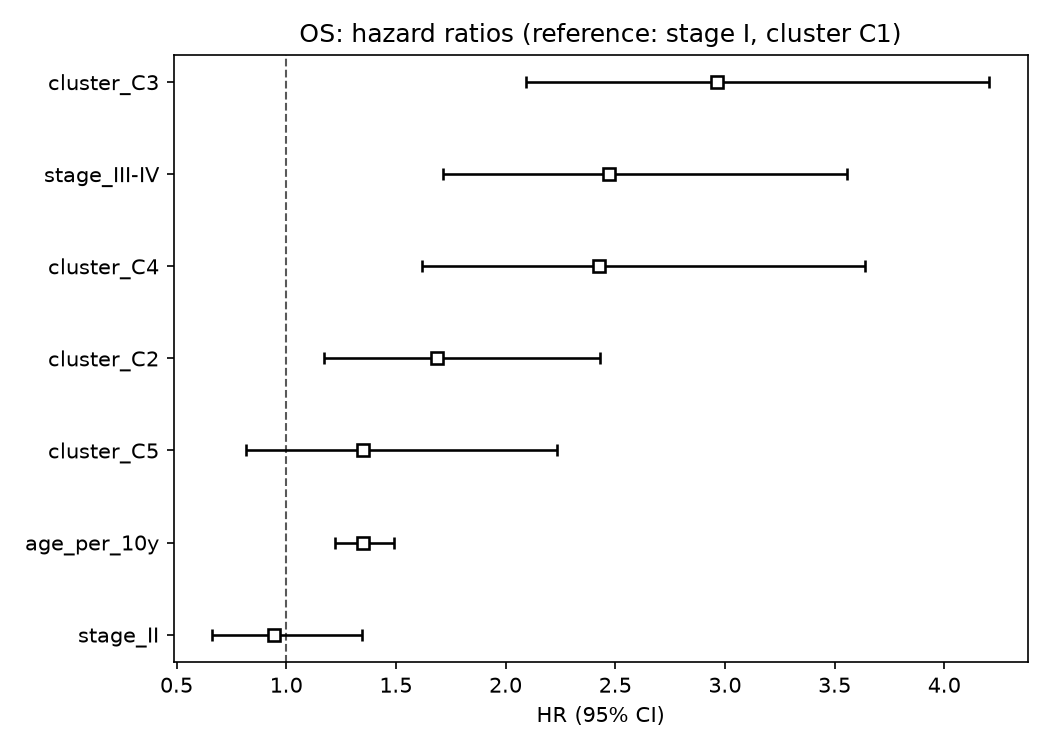 OS: hazard ratios (reference: stage I, cluster C1)
cluster_C3
stage_III-IV
cluster_C4
cluster_C2
cluster_C5
age_per_10y
stage_II
0.5 1.0 1.5 2.0 2.5 3.0 3.5 4.0
HR (95% CI)